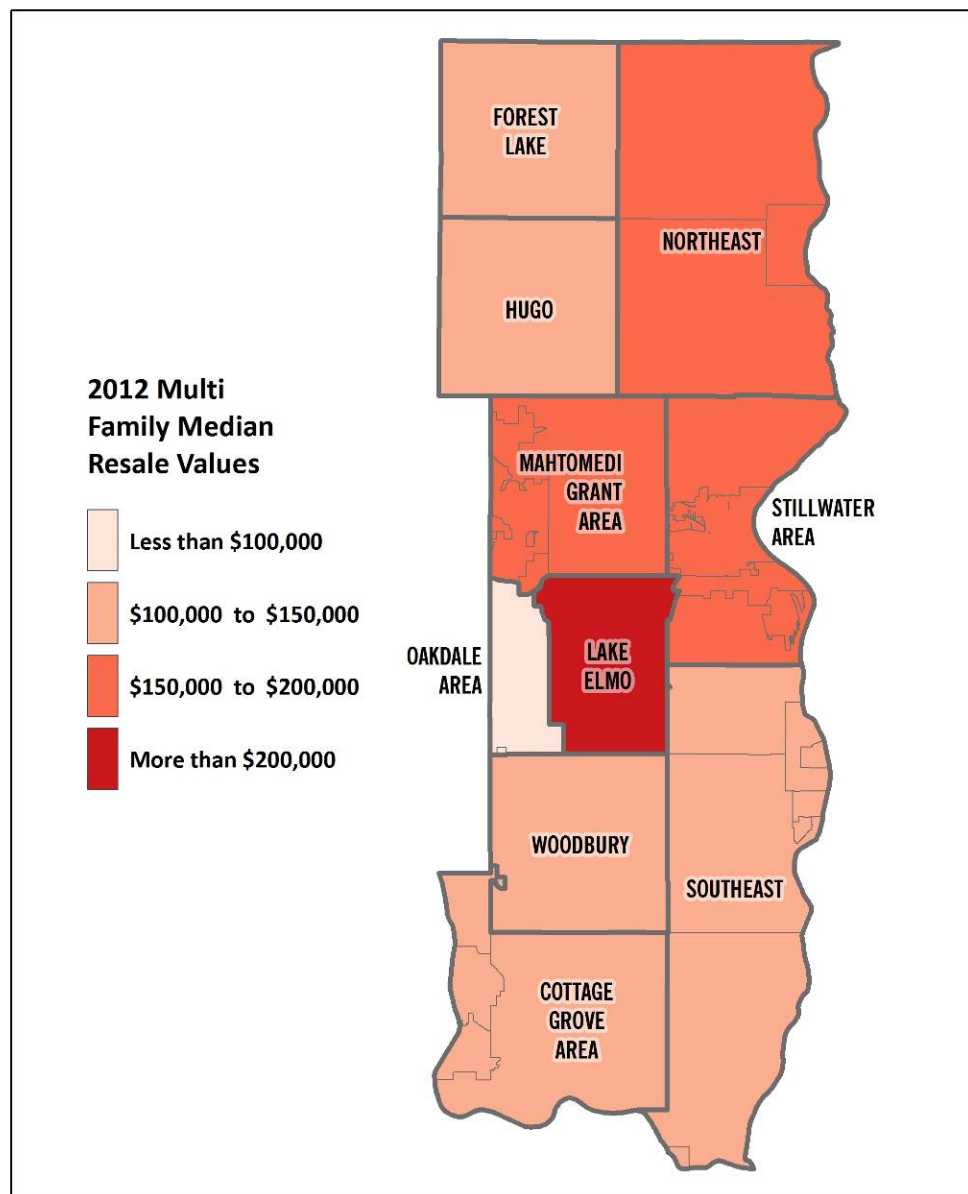 FOREST
LAKE
NORTHEAST
HUGO
2012 Multi
Family Median
Resale Values
Less than $100,000
$100,000 to $150,000
$150,000 to $200,000
More than $200,000
MAHTOMEDI
GRANT
AREA
STILLWATER
AREA
OAKDALE
AREA
LAKE
ELMO
WOODBURY
SOUTHEAST
COTTAGE
GROVE
AREA